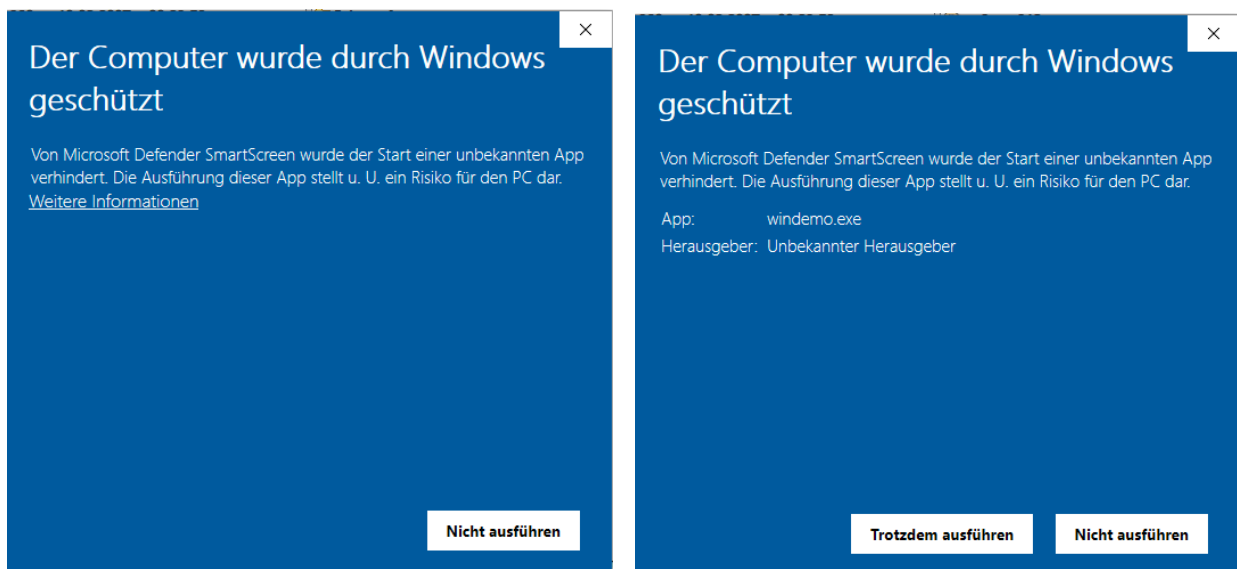 Der Computer wurde durch Windows
geschützt
Von Microsoft Defender SmartScreen wurde der Start einer unbekannten App
verhindert. Die Ausführung dieser App stellt u. U. ein Risiko für den PC dar.
Weitere Informationen
Nicht ausführen
Der Computer wurde durch Windows
geschützt
Von Microsoft Defender SmartScreen wurde der Start einer unbekannten App
verhindert. Die Ausführung dieser App stellt u. U. ein Risiko für den PC dar.
App: windemo.exe
Herausgeber: Unbekannter Herausgeber
Trotzdem ausführen Nicht ausführen